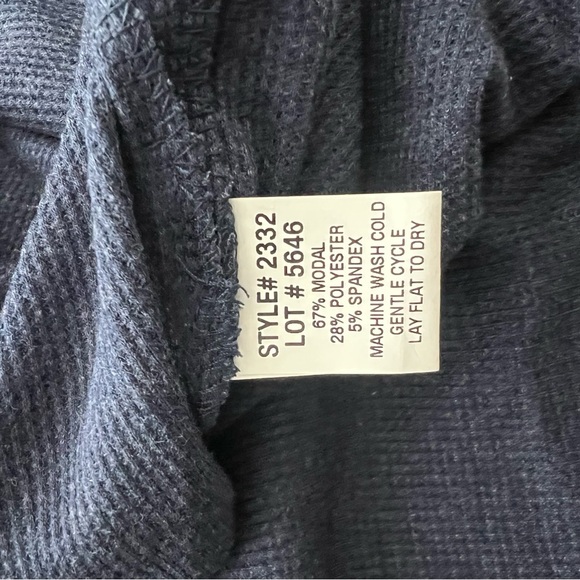 STYLE# 2332
LOT # 5646
67% MODAL
28% POLYESTER
5% SPANDEX
MACHINE WASH COLD
GENTLE CYCLE
LAY FLAT TO DRY